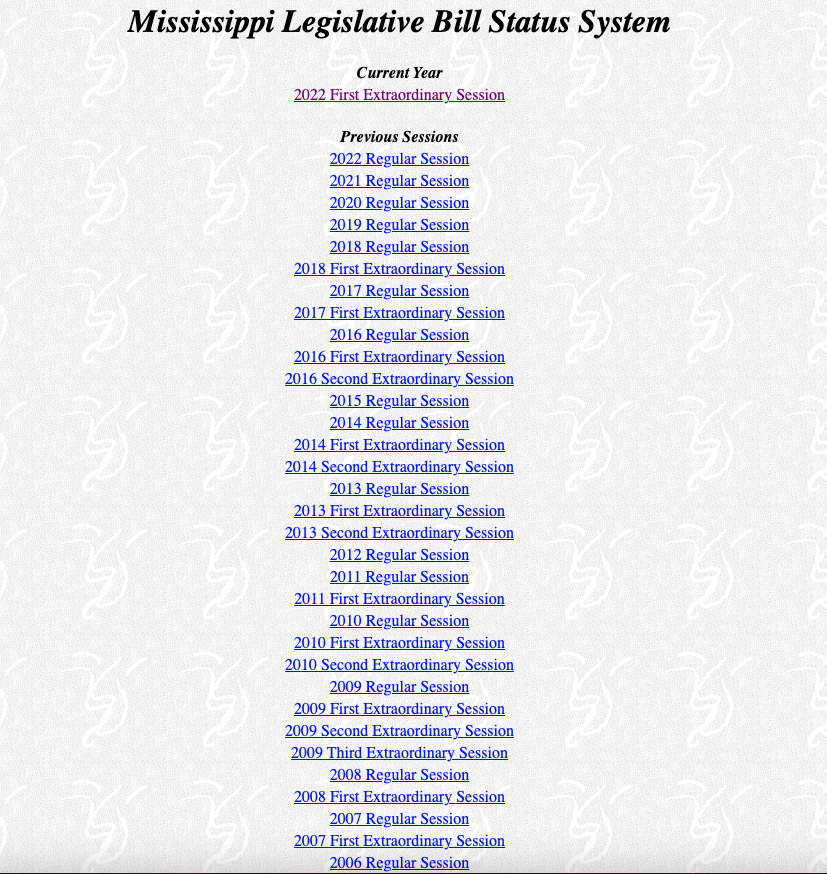 Mississippi Legislative Bill Status System
Current Year
2022 First Extraordinary Session
Previous Sessions
2022 Regular Session
2021 Regular Session
2020 Regular Session
2019 Regular Session
2018 Regular Session
2018 First Extraordinary Session
2017 Regular Session
2017 First Extraordinary Session
2016 Regular Session
2016 First Extraordinary Session
2016 Second Extraordinary Session
2015 Regular Session
2014 Regular Session
2014 First Extraordinary Session
2014 Second Extraordinary Session
2013 Regular Session
2013 First Extraordinary Session
2013 Second Extraordinary Session
2012 Regular Session
2011 Regular Session
2011 First Extraordinary Session
2010 Regular Session
2010 First Extraordinary Session
2010 Second Extraordinary Session
2009 Regular Session
2009 First Extraordinary Session
2009 Second Extraordinary Session
2009 Third Extraordinary Session
2008 Regular Session
2008 First Extraordinary Session
2007 Regular Session
2007 First Extraordinary Session
2006 Regular Session